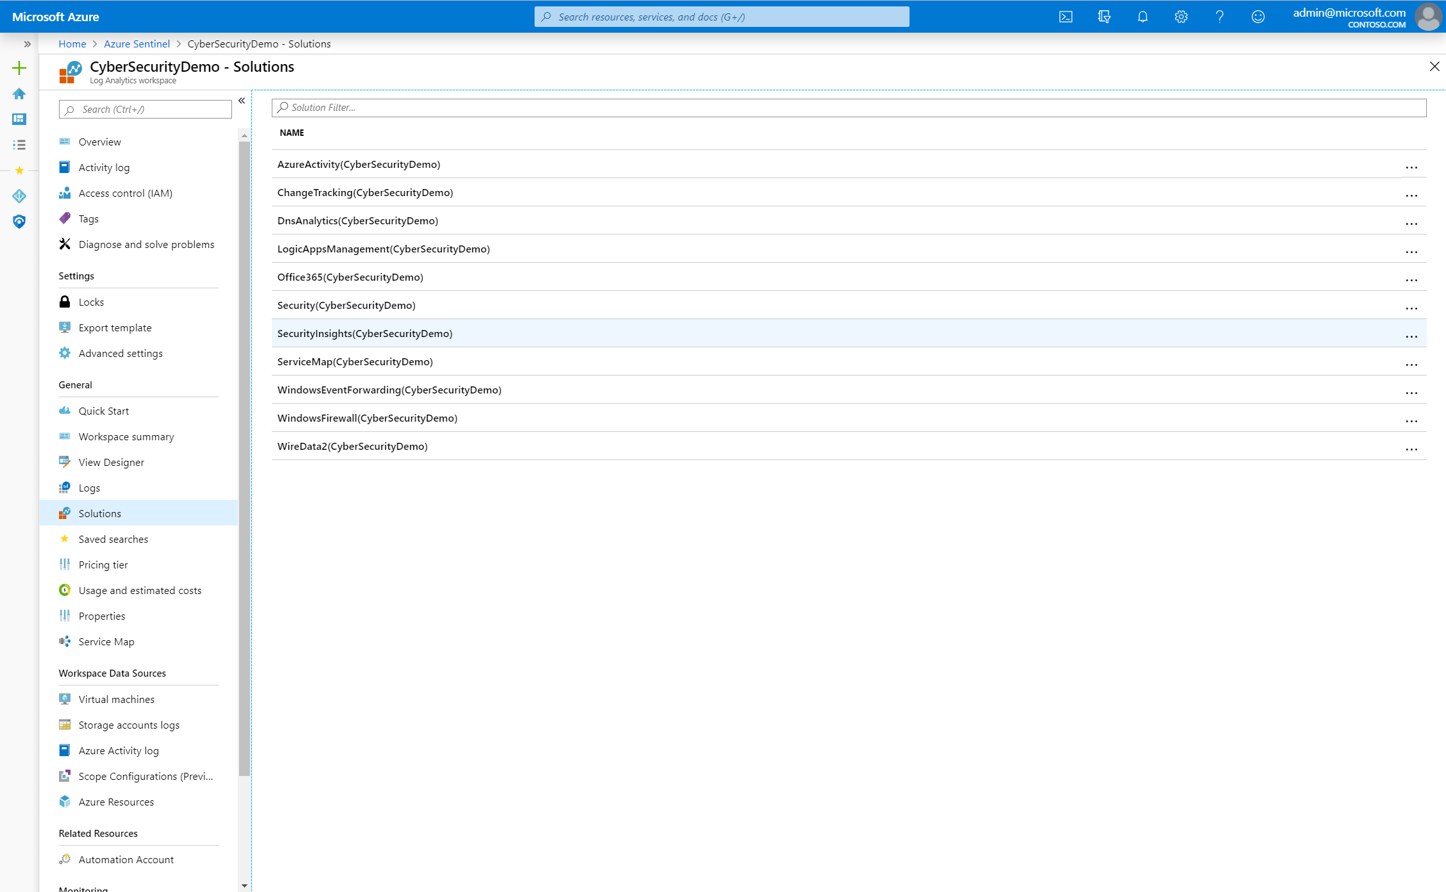 Microsoft Azure
Search resources, services, and docs (G+/)
admin@microsoft.com
CONTOSO.COM
Home > Azure Sentinel > CyberSecurityDemo - Solutions
CyberSecurityDemo - Solutions
Log Analytics workspace
Search (Ctrl+/)
Overview
Activity log
Access control (IAM)
Tags
Diagnose and solve problems
Settings
Locks
Export template
Advanced settings
General
Quick Start
Workspace summary
View Designer
Logs
Solutions
Saved searches
Pricing tier
Usage and estimated costs
Properties
Service Map
Workspace Data Sources
Virtual machines
Storage accounts logs
Azure Activity log
Scope Configurations (Previ...
Azure Resources
Related Resources
Automation Account
Monitoring
Solution Filter...
NAME
AzureActivity(CyberSecurityDemo)
ChangeTracking(CyberSecurityDemo)
DnsAnalytics(CyberSecurityDemo)
LogicAppsManagement(CyberSecurityDemo)
Office365(CyberSecurityDemo)
Security(CyberSecurityDemo)
SecurityInsights(CyberSecurityDemo)
ServiceMap(CyberSecurityDemo)
WindowsEventForwarding(CyberSecurityDemo)
WindowsFirewall(CyberSecurityDemo)
WireData2(CyberSecurityDemo)